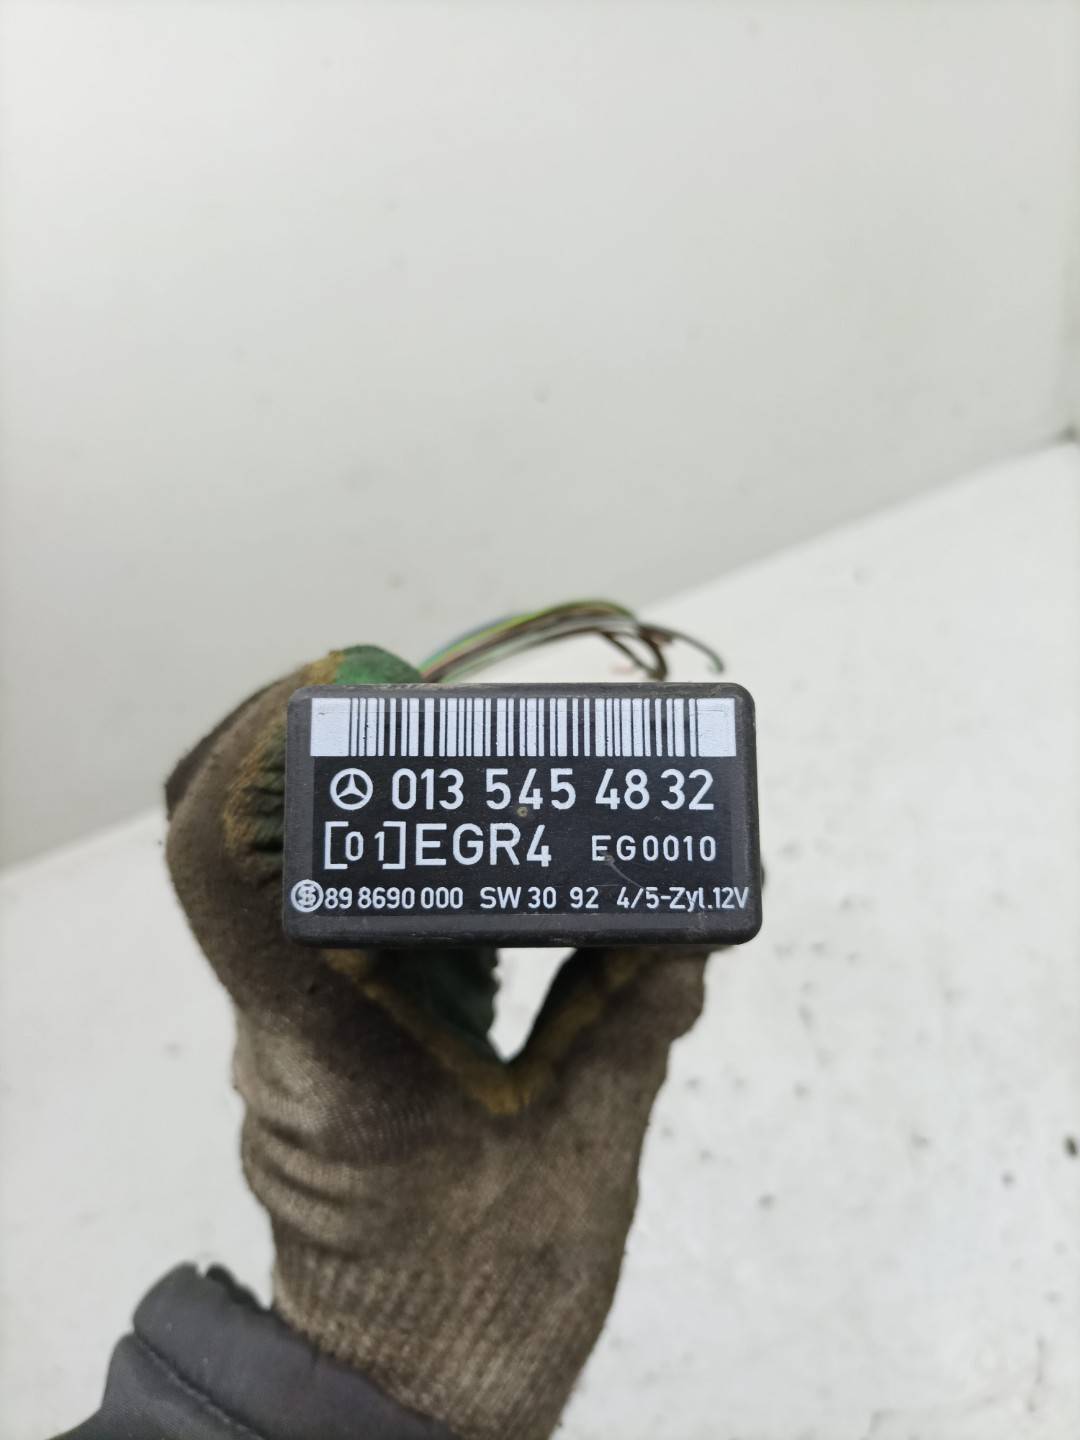 013 545 48 32
[01] EGR4 EG0010
89 8690 000 SW 30 92 4/5-Zyl.12V